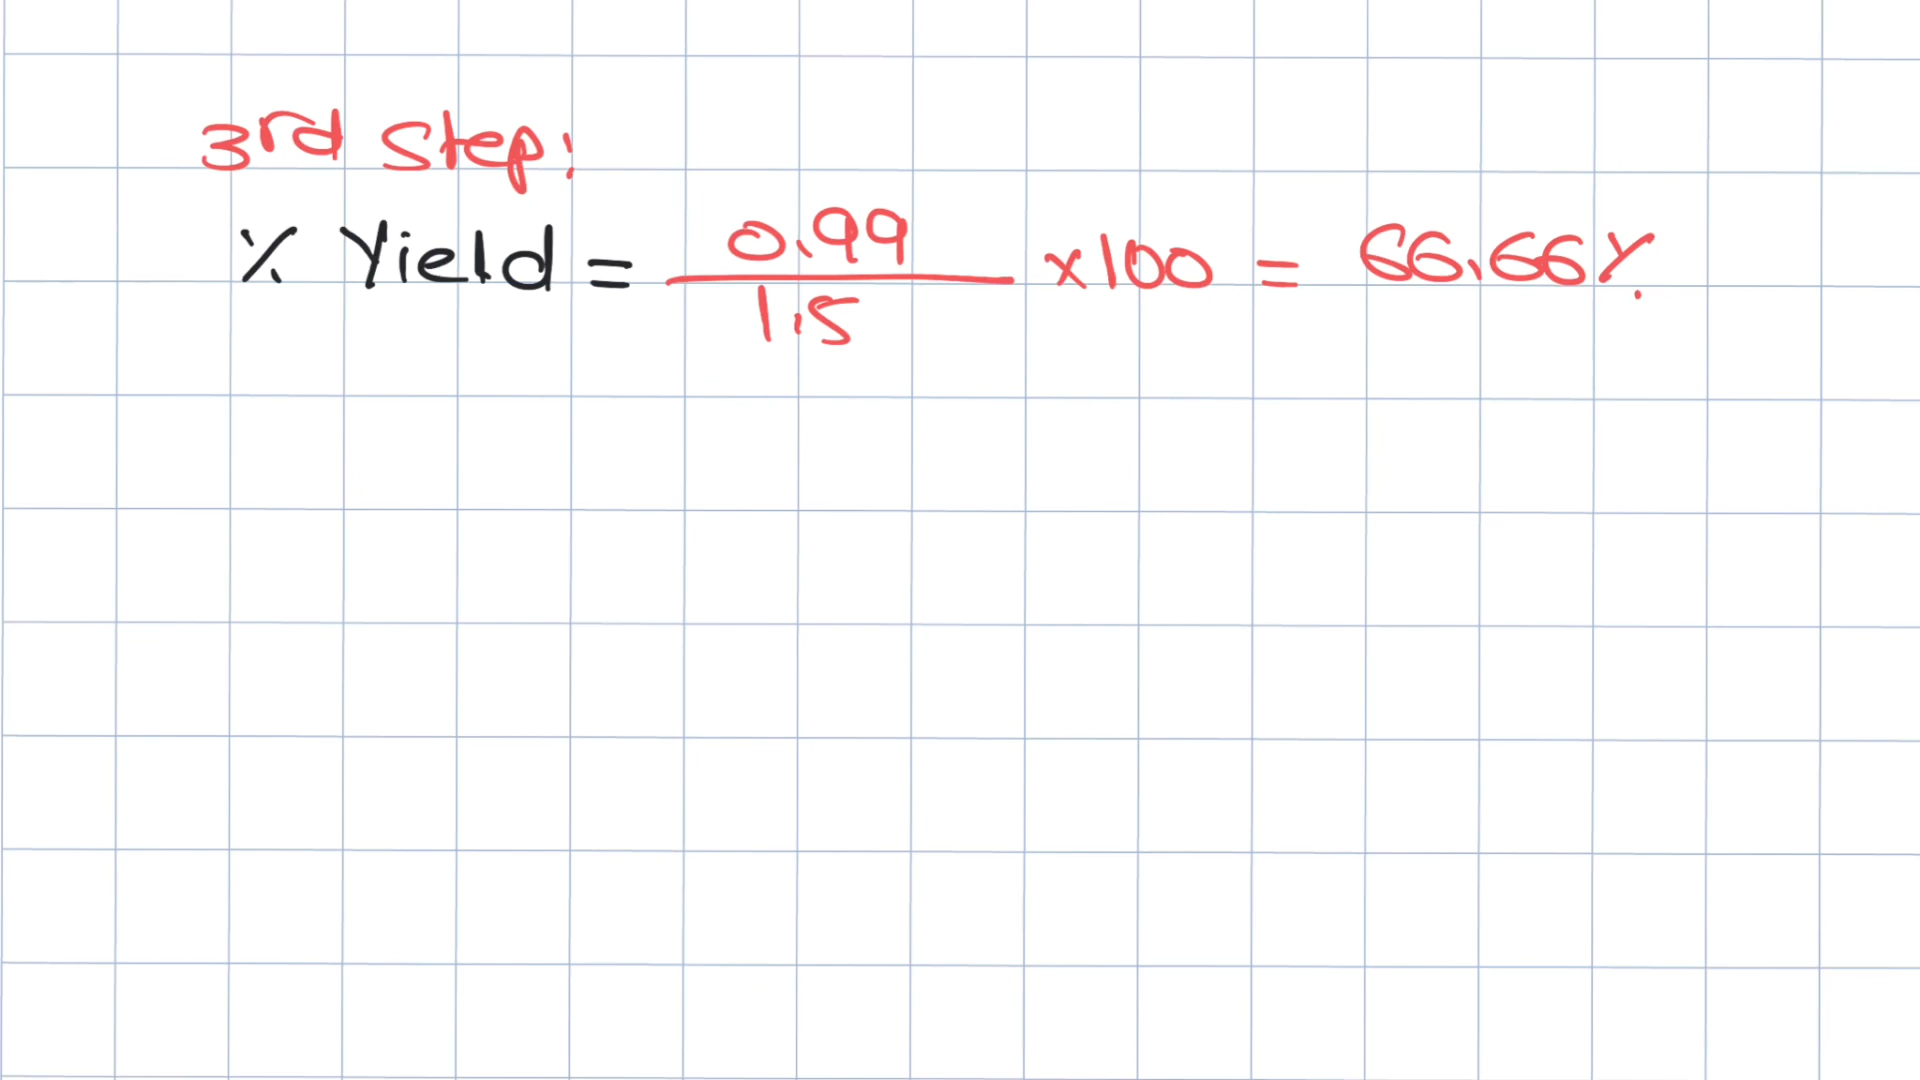 3rd Step:
% Yield = 0.99 / 1.5 x100 = 66.66%